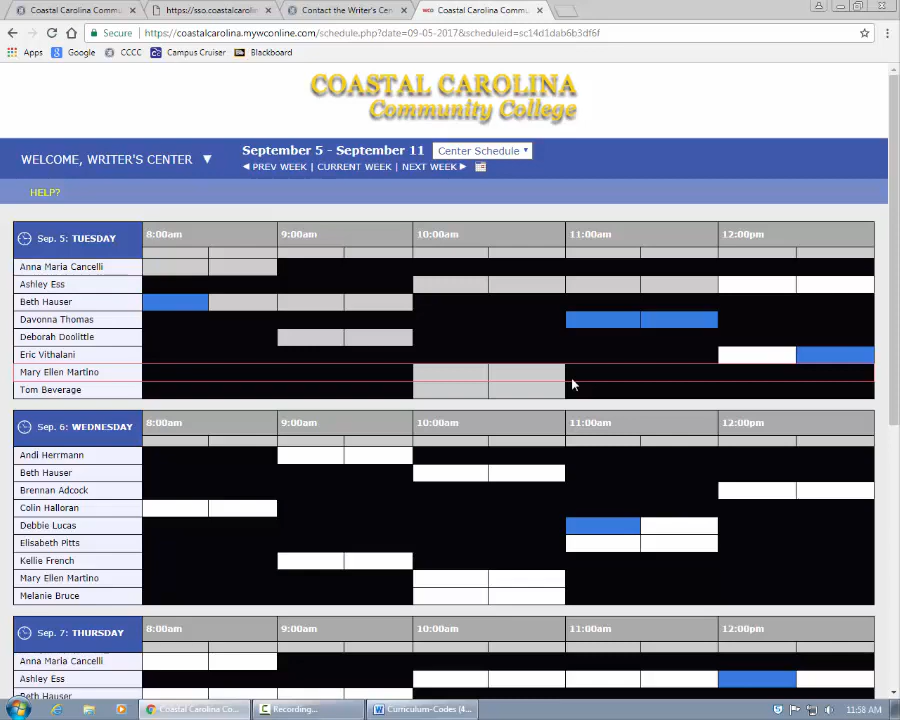 Coastal Carolina Commu
https://sso.coastalcarolin
Contact the Writer's Cen
Coastal Carolina Commu
Secure https://coastalcarolina.mywconline.com/schedule.php?date=09-05-2017&scheduleid=sc14d1dab6b3df6f
Apps Google CCCC Campus Cruiser Blackboard
COASTAL CAROLINA
Community College
WELCOME, WRITER'S CENTER ▼
September 5 - September 11 Center Schedule
PREV WEEK | CURRENT WEEK | NEXT WEEK
HELP?
Sep. 5: TUESDAY 8:00am 9:00am 10:00am 11:00am 12:00pm
Anna Maria Cancelli
Ashley Ess
Beth Hauser
Davonna Thomas
Deborah Doolittle
Eric Vithalani
Mary Ellen Martino
Tom Beverage
Sep. 6: WEDNESDAY 8:00am 9:00am 10:00am 11:00am 12:00pm
Andi Herrmann
Beth Hauser
Brennan Adcock
Colin Halloran
Debbie Lucas
Elisabeth Pitts
Kellie French
Mary Ellen Martino
Melanie Bruce
Sep. 7: THURSDAY 8:00am 9:00am 10:00am 11:00am 12:00pm
Anna Maria Cancelli
Ashley Ess
Beth Hauser
Coastal Carolina Co...
Recording...
Curriculum-Codes (4...
11:58 AM